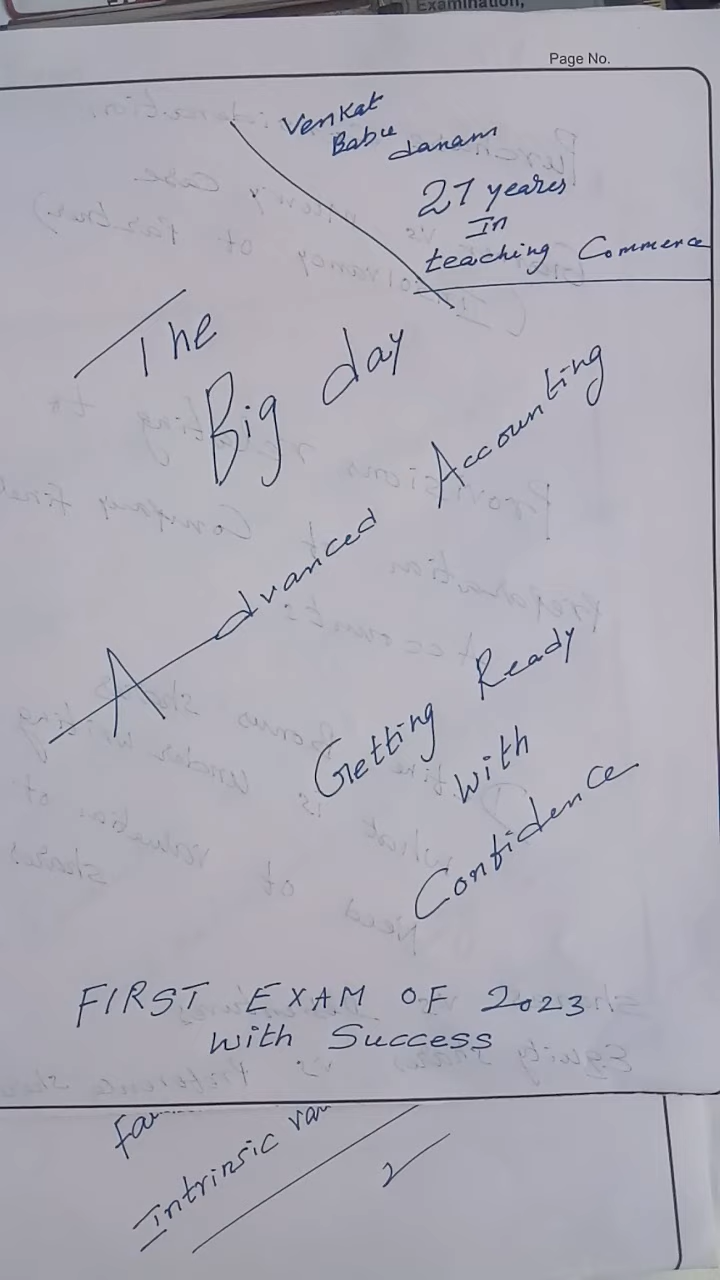 Examination,
Page No.
Venkat
Babu
danam
27 yeares
In
teaching Commerce
The
Big day
Advanced Accounting
Getting Ready
With
Confidence
FIRST EXAM OF 2023
With Success
Intrinsic
2